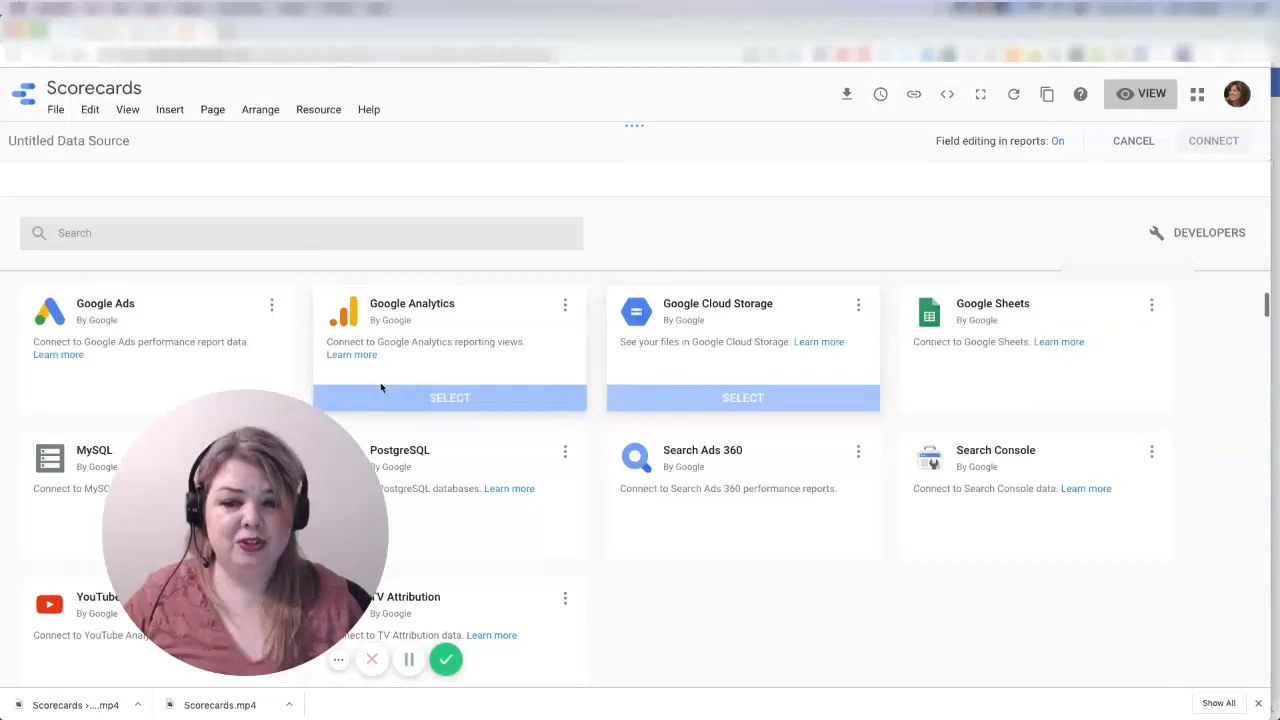 Scorecards
File Edit View Insert Page Arrange Resource Help
VIEW
Untitled Data Source
Field editing in reports: On
CANCEL
CONNECT
Search
DEVELOPERS
Google Ads
By Google
Connect to Google Ads performance report data.
Learn more
Google Analytics
By Google
Connect to Google Analytics reporting views.
Learn more
SELECT
Google Cloud Storage
By Google
See your files in Google Cloud Storage. Learn more
SELECT
Google Sheets
By Google
Connect to Google Sheets. Learn more
MySQL
By Google
Connect to MySQ
PostgreSQL
By Google
PostgreSQL databases. Learn more
Search Ads 360
By Google
Connect to Search Ads 360 performance reports.
Search Console
By Google
Connect to Search Console data. Learn more
YouTube
By Google
Connect to YouTube Analy
TV Attribution
By Google
nect to TV Attribution data. Learn more
Scorecards ›....mp4
Scorecards.mp4
Show All